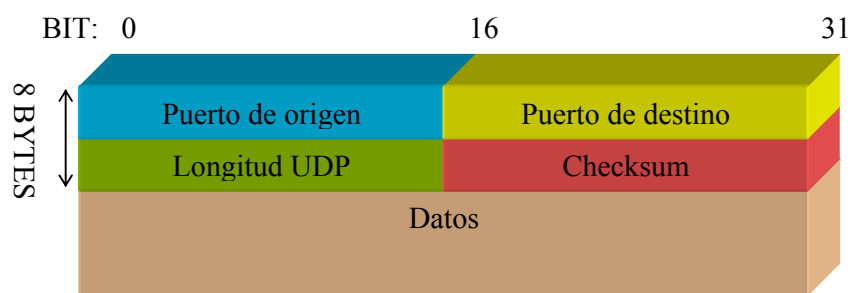 BIT: 0 16 31
8 BYTES
Puerto de origen Puerto de destino
Longitud UDP Checksum
Datos